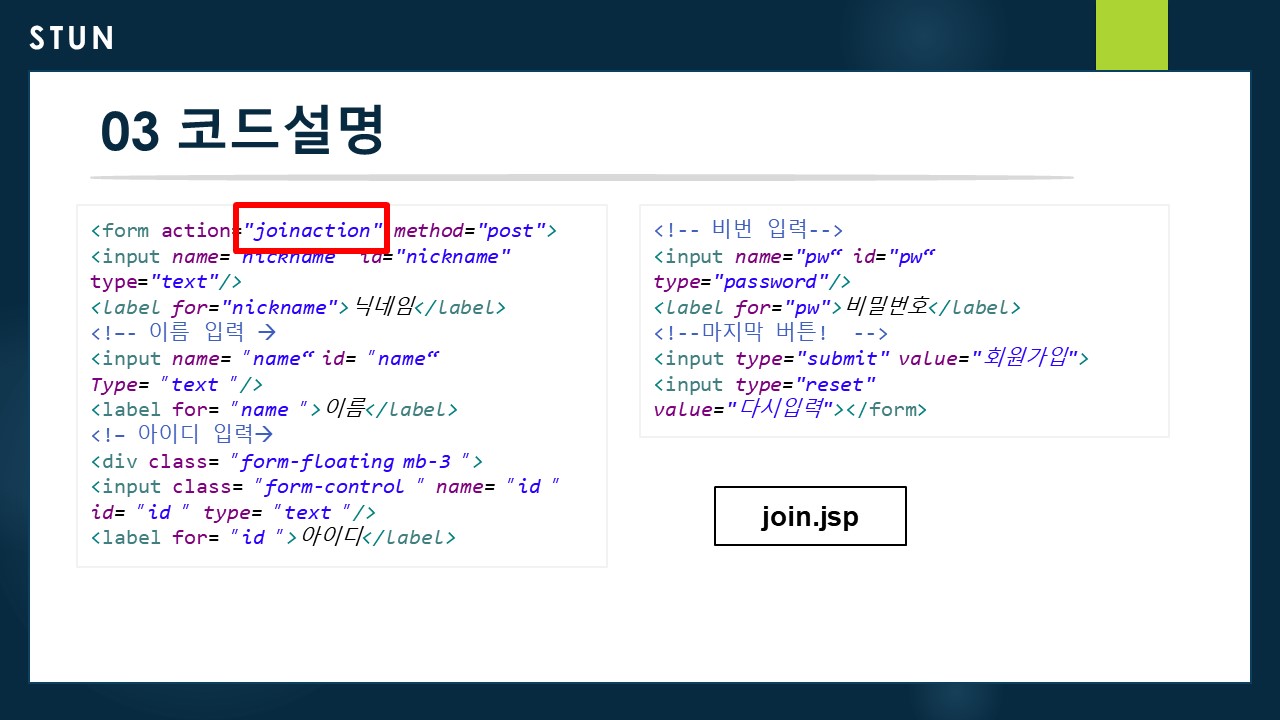 STUN
03 코드설명
<form action="joinaction" method="post">
<input name="nickname" id="nickname"
type="text"/>
<label for="nickname">닉네임</label>
<!-– 이름 입력 →
<input name= "name“ id= "name“
Type= "text "/>
<label for= "name ">이름</label>
<!– 아이디 입력→
<div class= "form-floating mb-3 ">
<input class= "form-control " name= "id "
id= "id " type= "text "/>
<label for= "id ">아이디</label>
<!-- 비번 입력-->
<input name="pw“ id="pw“
type="password"/>
<label for="pw">비밀번호</label>
<!--마지막 버튼!  -->
<input type="submit" value="회원가입">
<input type="reset"
value="다시입력"></form>
join.jsp